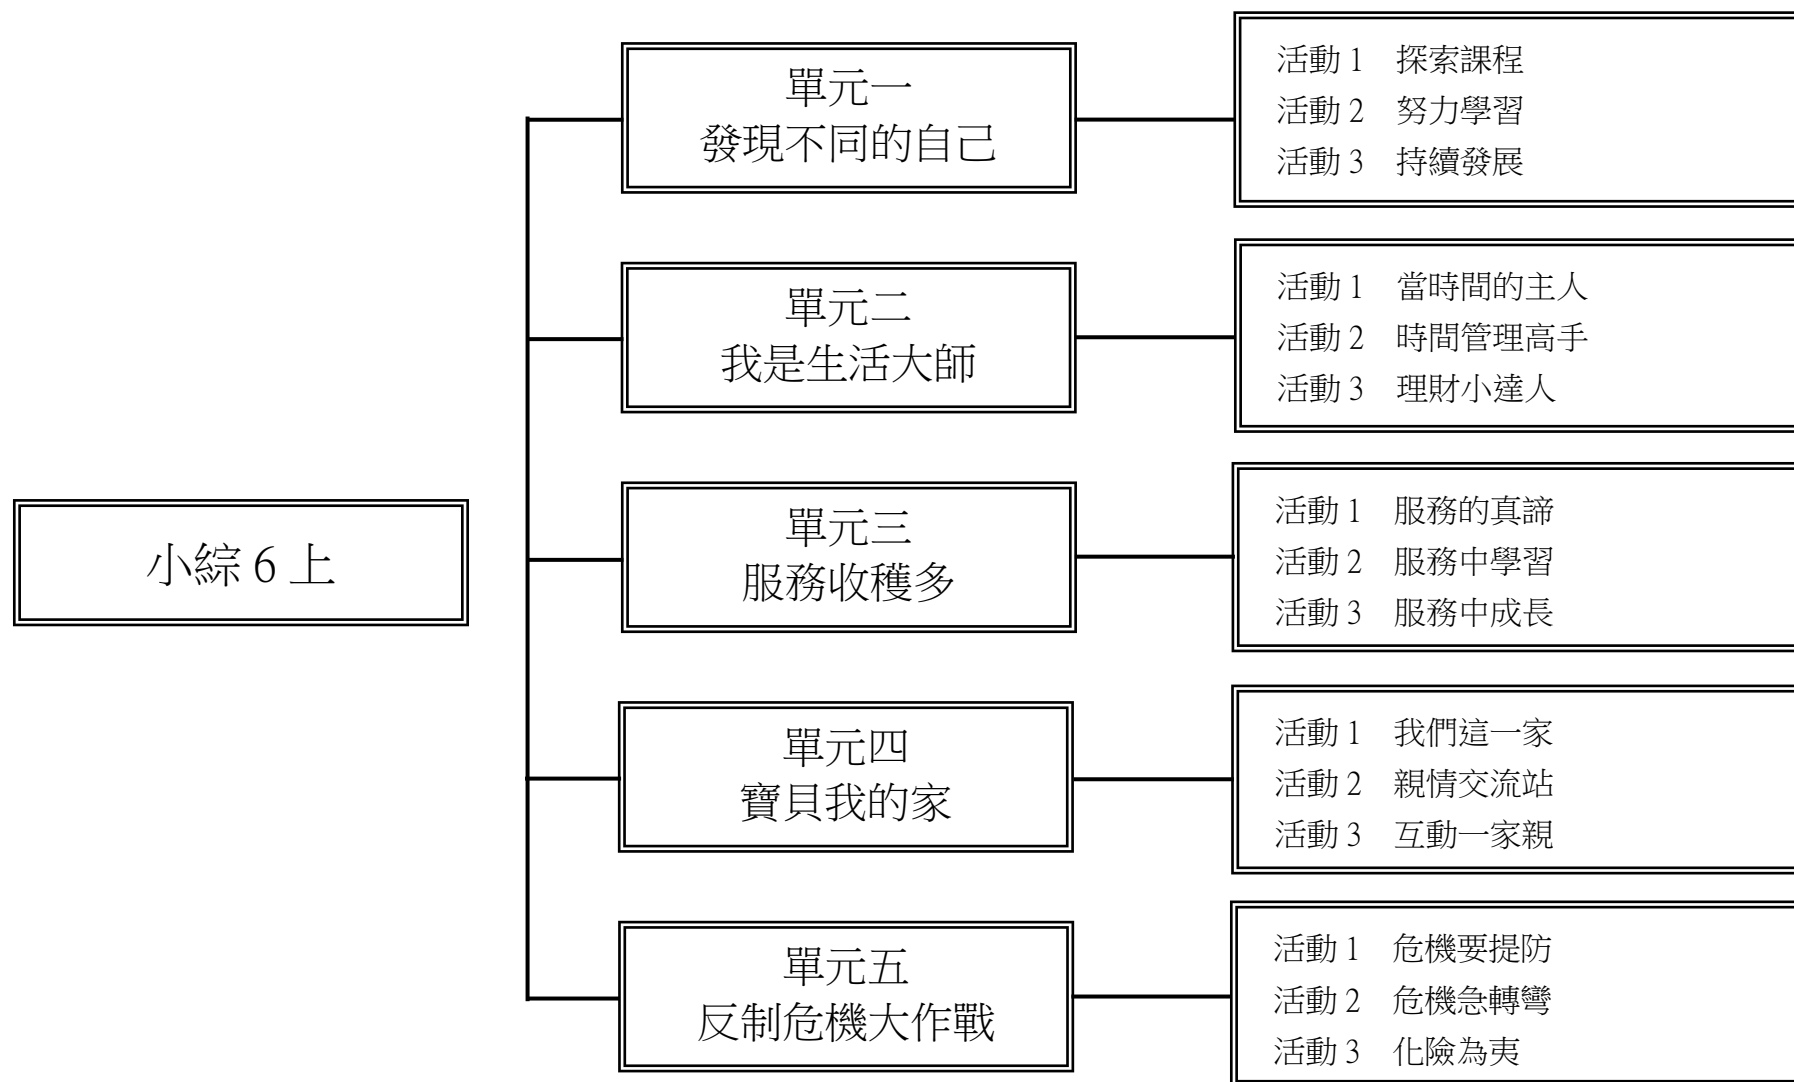 小綜 6 上
單元一
發現不同的自己
活動 1　探索課程
活動 2　努力學習
活動 3　持續發展
單元二
我是生活大師
活動 1　當時間的主人
活動 2　時間管理高手
活動 3　理財小達人
單元三
服務收穫多
活動 1　服務的真諦
活動 2　服務中學習
活動 3　服務中成長
單元四
寶貝我的家
活動 1　我們這一家
活動 2　親情交流站
活動 3　互動一家親
單元五
反制危機大作戰
活動 1　危機要提防
活動 2　危機急轉彎
活動 3　化險為夷